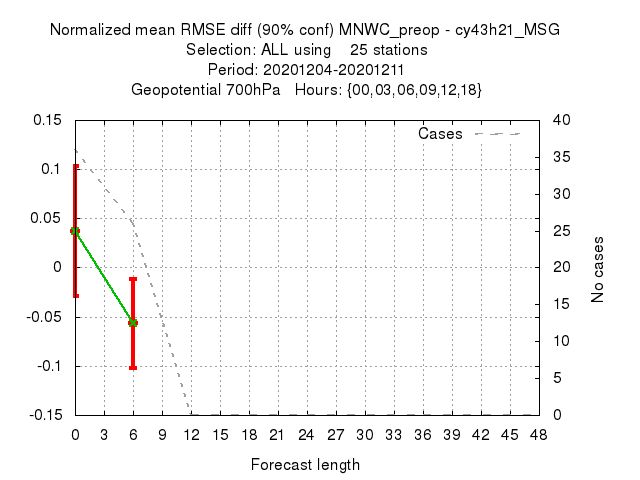 Normalized mean RMSE diff (90% conf) MNWC_preop - cy43h21_MSG
Selection: ALL using    25 stations
Period: 20201204-20201211
Geopotential 700hPa   Hours: {00,03,06,09,12,18}
0.15
0.1
0.05
0
-0.05
-0.1
-0.15
Cases
40
35
30
25
20
15
10
5
0
No cases
0 3 6 9 12 15 18 21 24 27 30 33 36 39 42 45 48
Forecast length